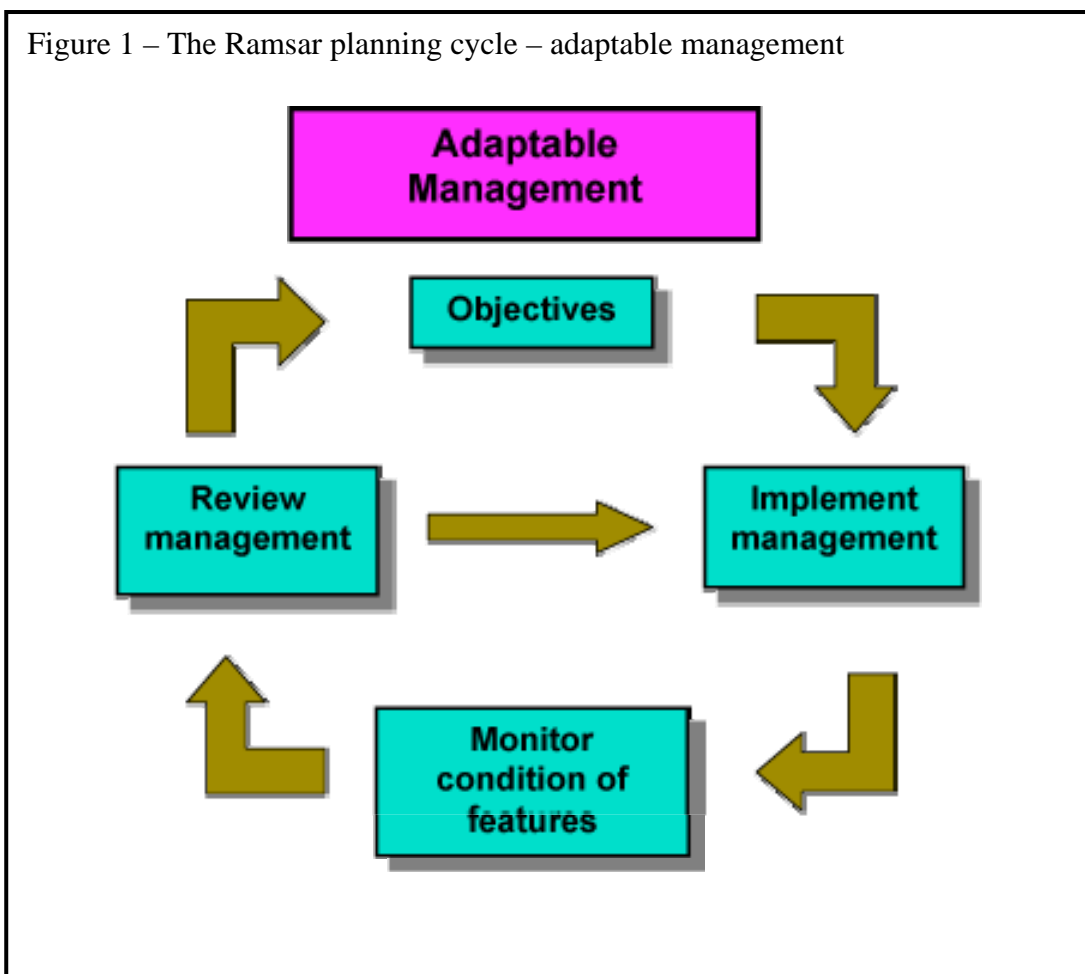 Figure 1 – The Ramsar planning cycle – adaptable management
Adaptable
Management
Objectives
Review
management
Implement
management
Monitor
condition of
features